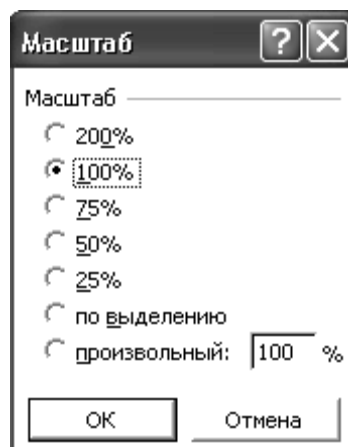 Масштаб
Масштаб
200%
100%
75%
50%
25%
по выделению
произвольный: 100 %
ОК Отмена